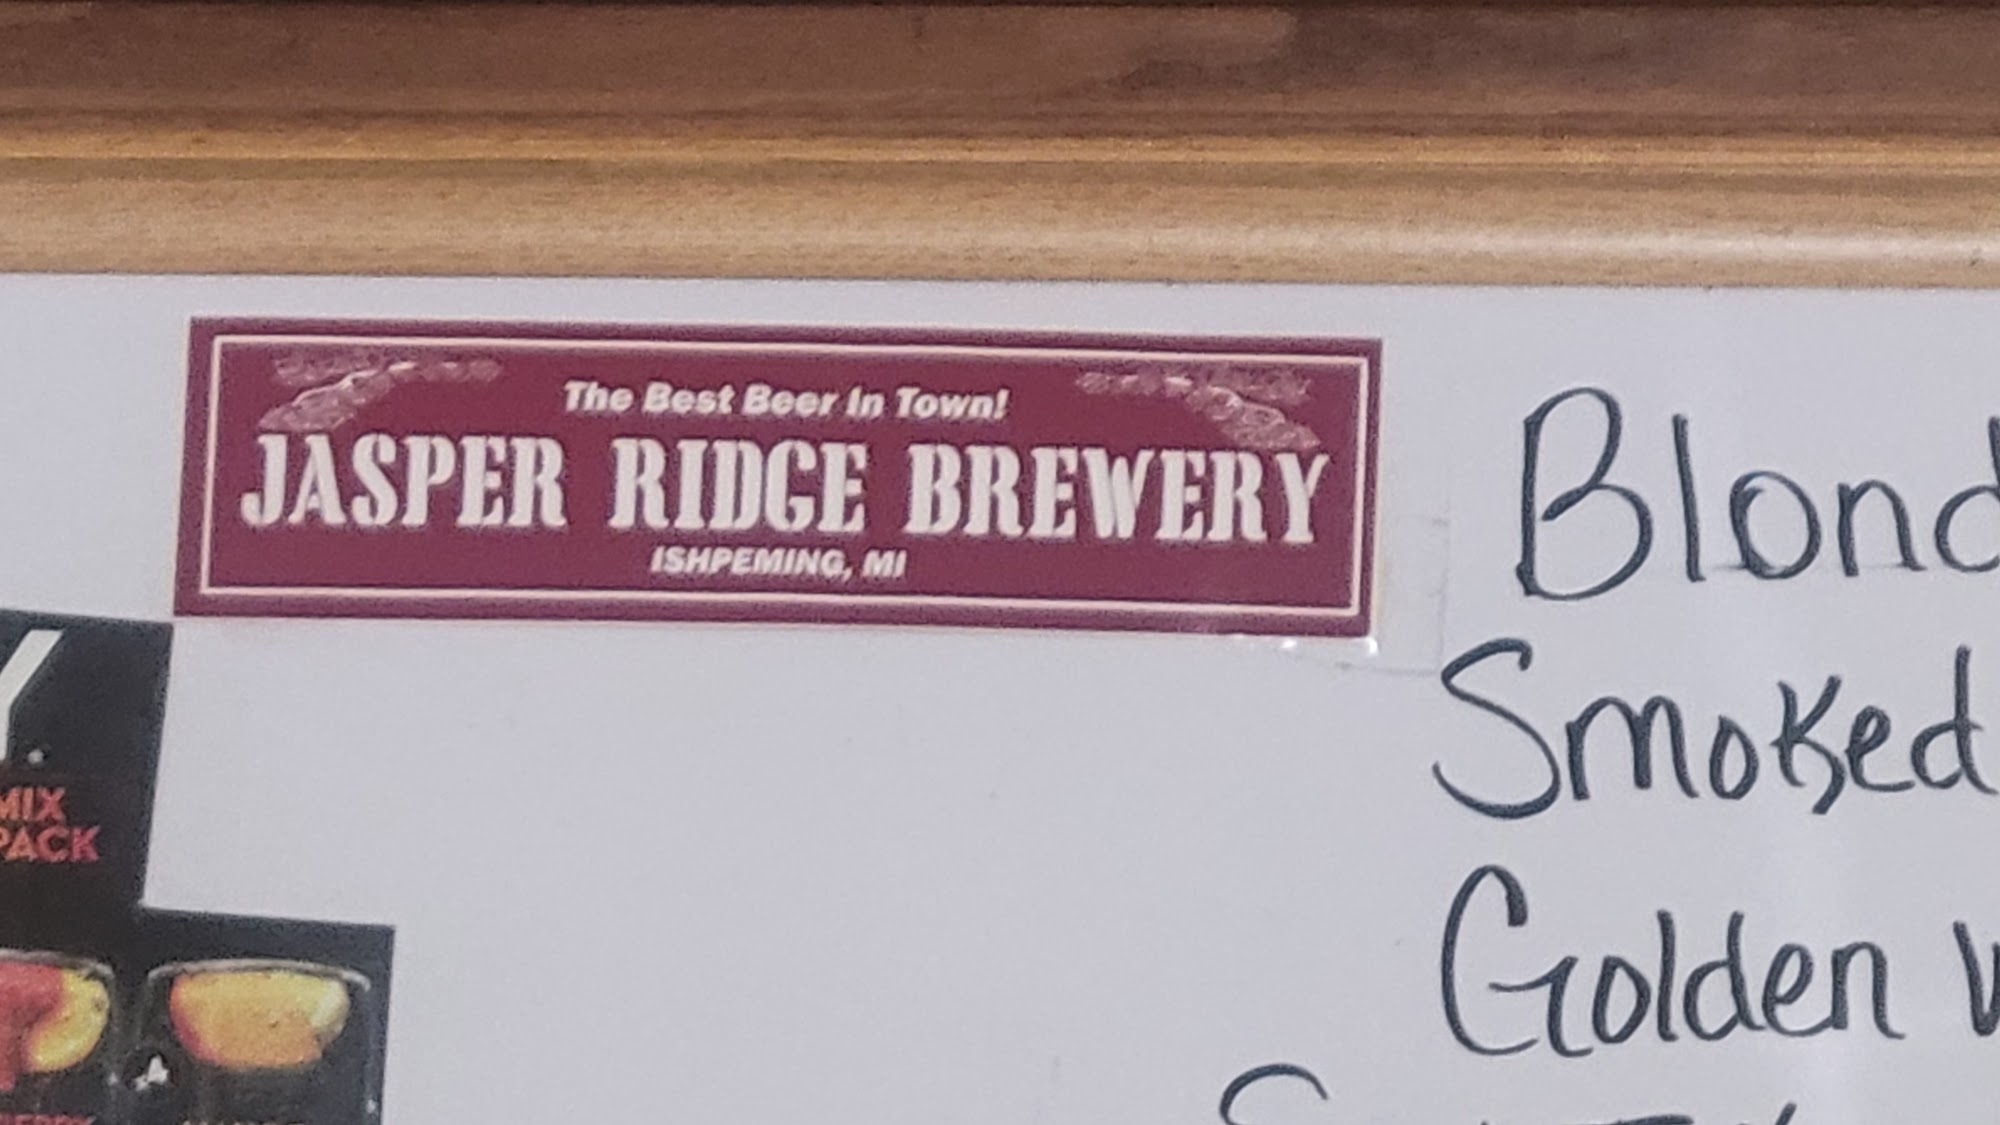 The Best Beer In Town!
JASPER RIDGE BREWERY
ISHPEMING, MI
Blond
Smoked
Golden
MIX
PACK